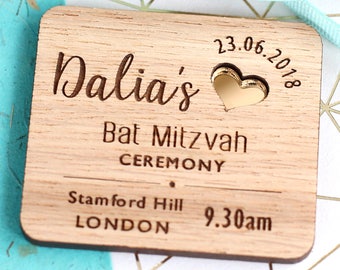 23.06.2018
Dalia's
Bat Mitzvah
CEREMONY
Stamford Hill
LONDON
9.30am